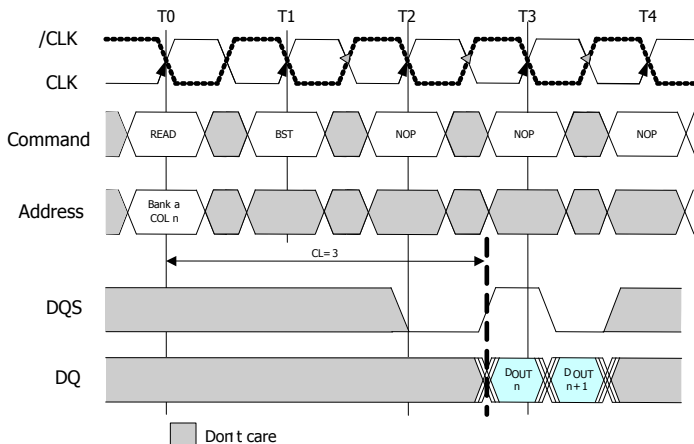 T0 T1 T2 T3 T4
/CLK
CLK
Command READ BST NOP NOP NOP
Address Bank a
COL n
CL=3
DQS
DQ DOUT n DOUT n+1
Don't care